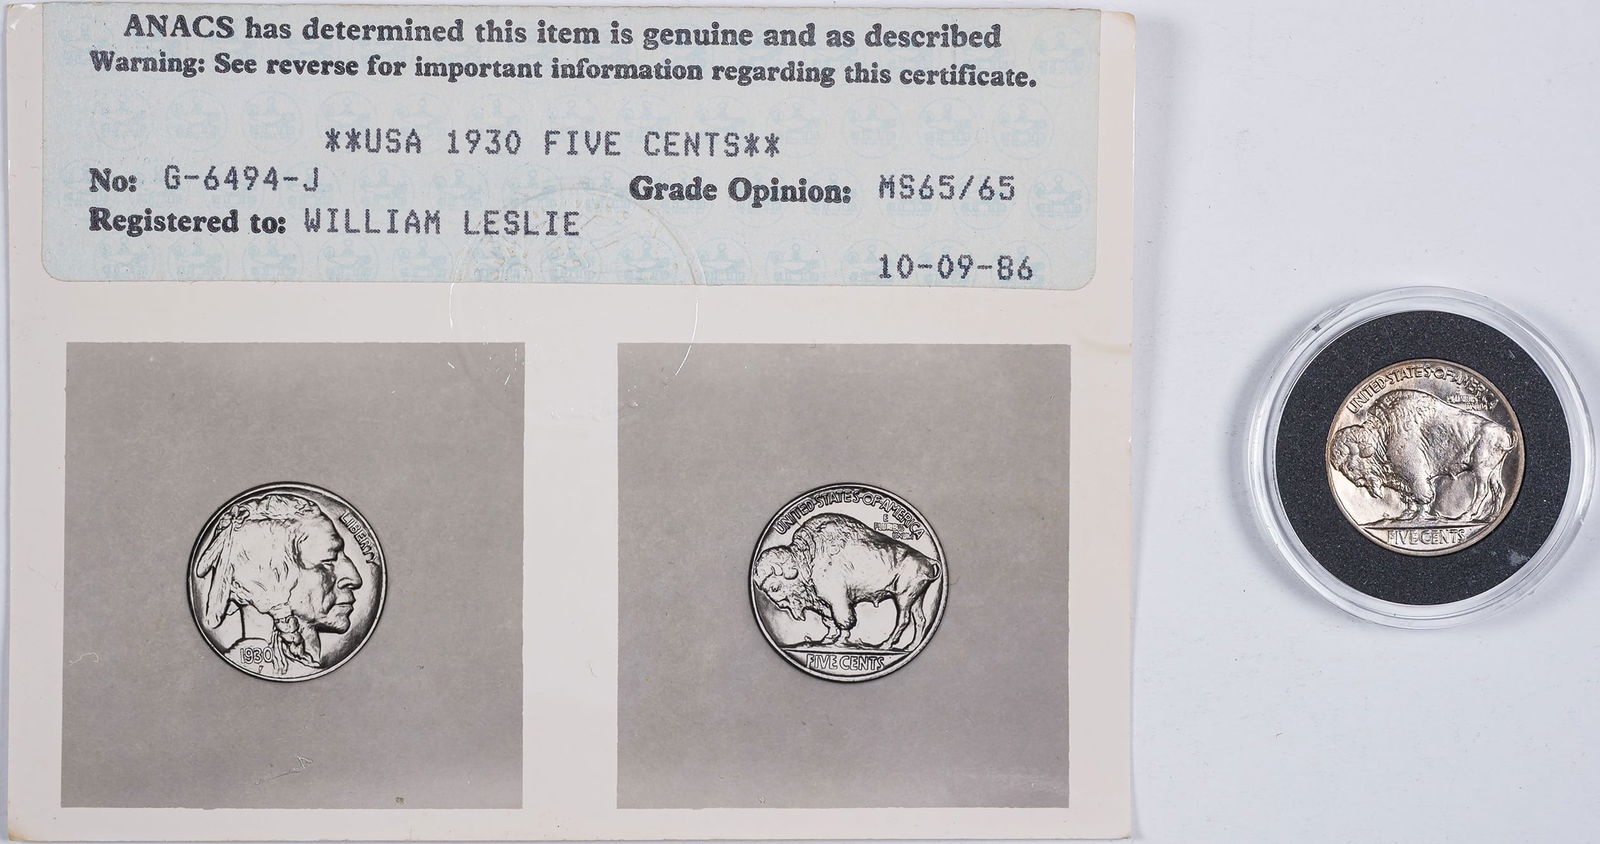 ANACS has determined this item is genuine and as described
Warning: See reverse for important information regarding this certificate.
**USA 1930 FIVE CENTS**
No: G-6494-J
Grade Opinion: MS65/65
Registered to: WILLIAM LESLIE
10-09-86
LIBERTY
1930
UNITED·STATES·OF·AMERICA
E
PLURIBUS
UNUM
FIVE CENTS
UNITED·STATES·OF·AMERICA
FIVE·CENTS